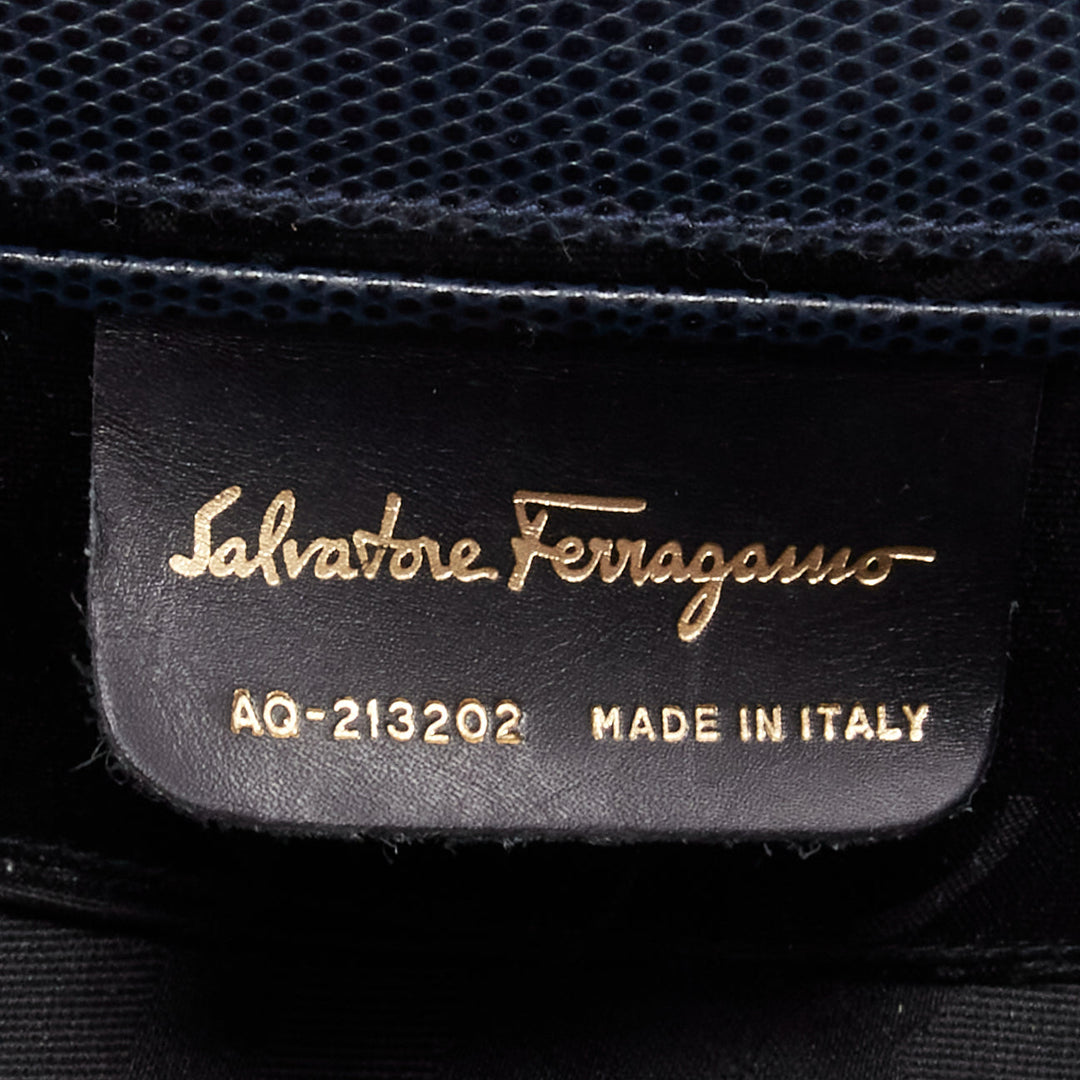 Salvatore Ferragamo
AQ-213202 MADE IN ITALY